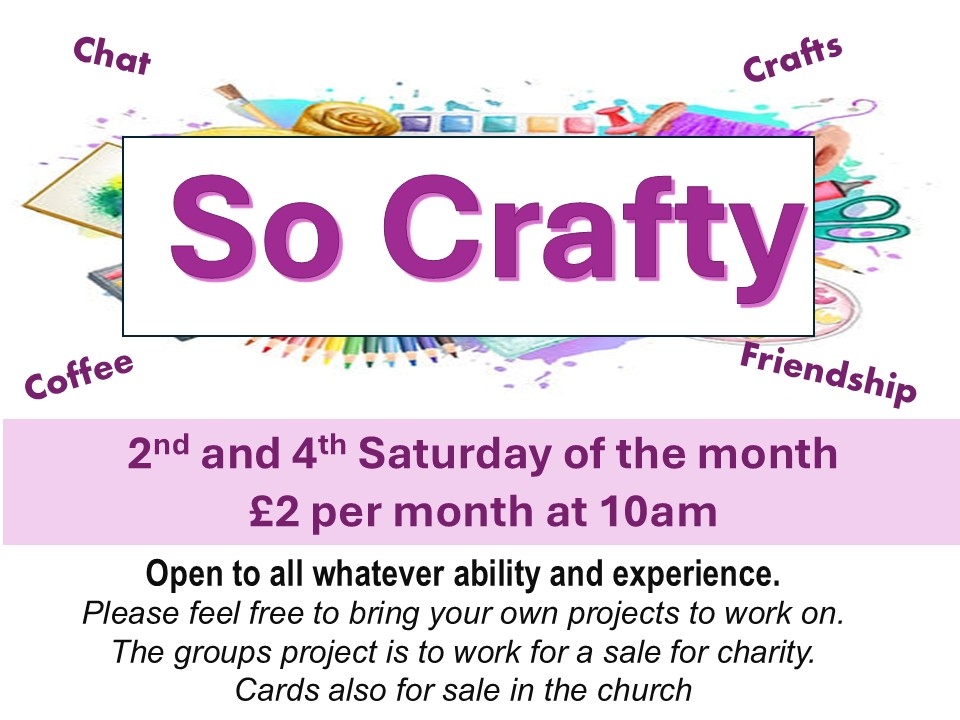 Chat
Crafts
So Crafty
Coffee
Friendship
2nd and 4th Saturday of the month
£2 per month at 10am
Open to all whatever ability and experience.
Please feel free to bring your own projects to work on.
The groups project is to work for a sale for charity.
Cards also for sale in the church